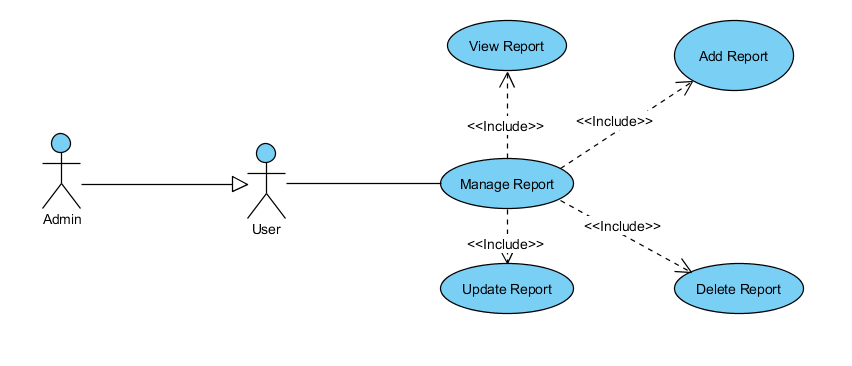 View Report
Add Report
<<Include>>
<<Include>>
Manage Report
Admin
User
<<Include>>
<<Include>>
Update Report
Delete Report